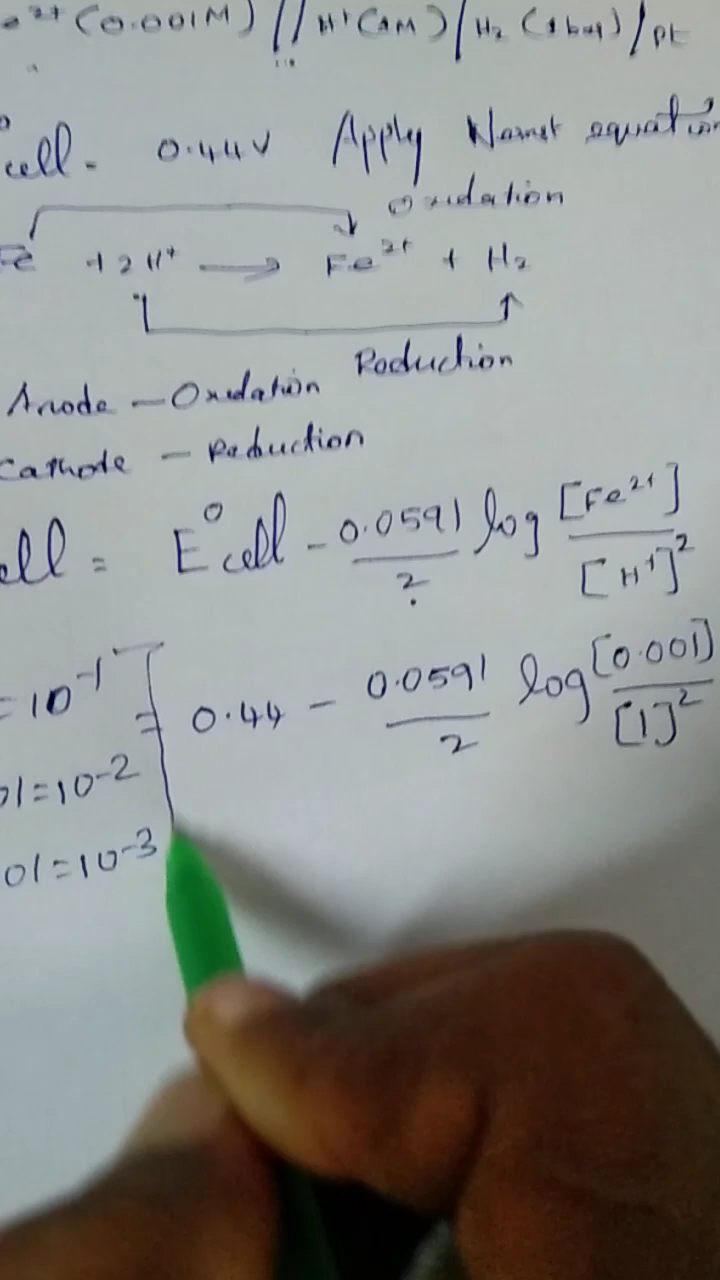 e²⁺ (0.001M) // H⁺(1M) / H₂ (1 bar) / Pt
cell = 0.44V Apply Nernst equation
Oxidation
Fe + 2H⁺ ⟶ Fe²⁺ + H₂
Reduction
Anode — Oxidation
Cathode — Reduction
ell = E⁰cell - 0.0591/2 log [Fe²⁺]/[H⁺]²
= 10⁻¹
= 0.44 - 0.0591/2 log [0.001]/[1]²
01 = 10⁻²
01 = 10⁻³